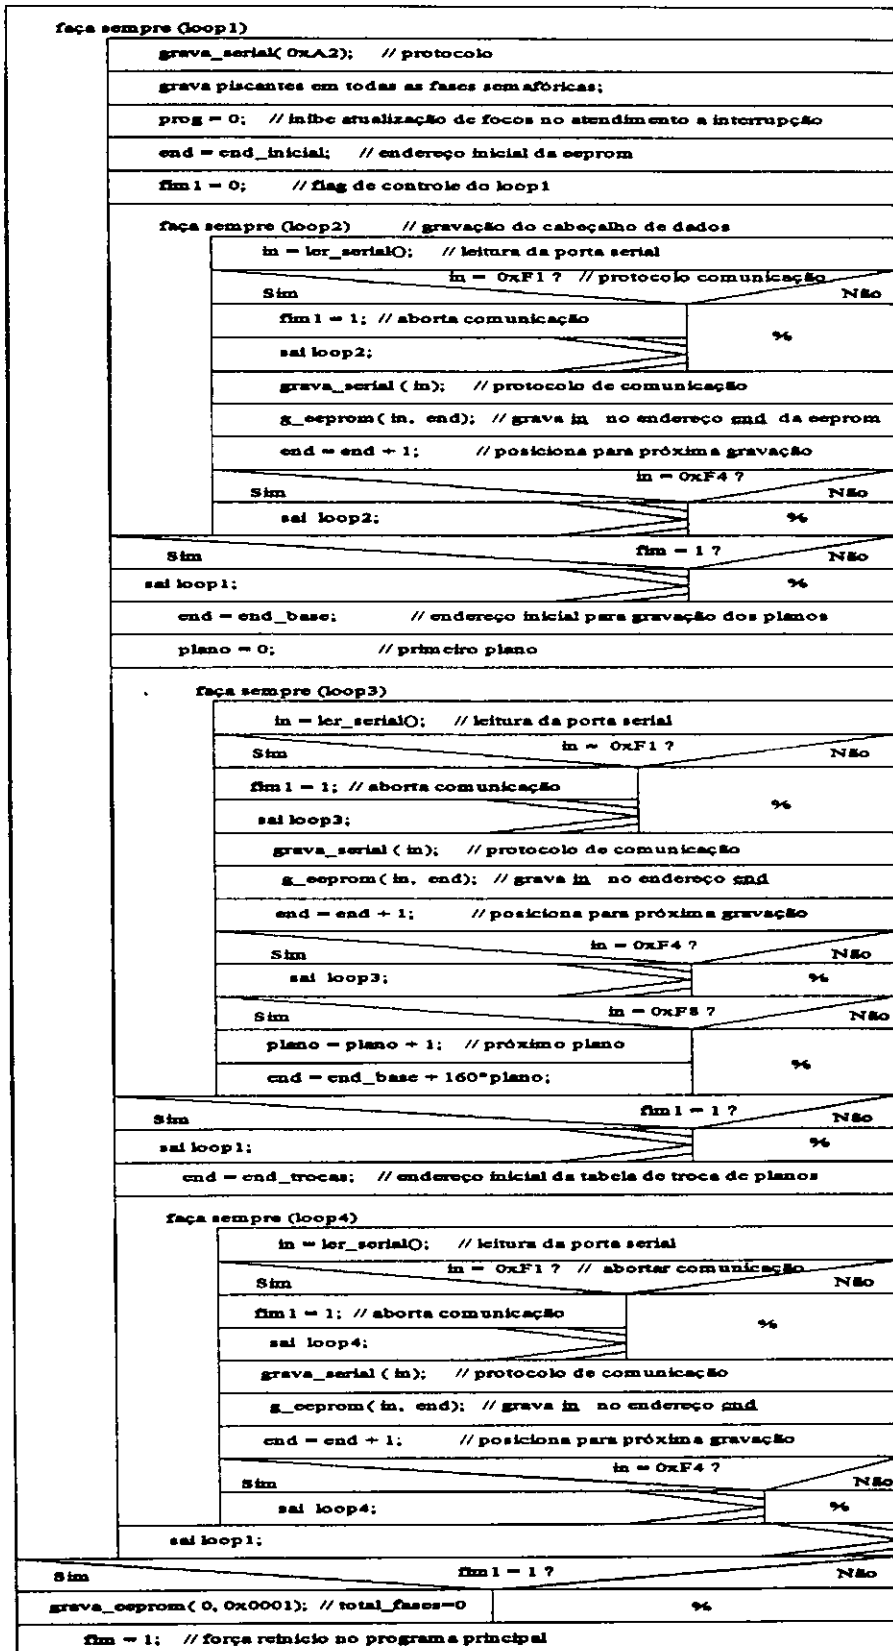 faça sempre (loop1)
grava_serial( 0xA2);    // protocolo
grava piscantes em todas as fases semafóricas;
prog = 0;   // inibe atualização de focos no atendimento a interrupção
end = end_inicial;    // endereço inicial da eeprom
fim1 = 0;    // flag de controle do loop1
faça sempre (loop2)    // gravação do cabeçalho de dados
in = ler_serial();   // leitura da porta serial
in = 0xF1 ?   // protocolo comunicação
Sim Não
fim1 = 1; // aborta comunicação
%
sai loop2;
grava_serial ( in);   // protocolo de comunicação
g_eeprom( in, end);  // grava in  no endereço end  da eeprom
end = end + 1;    // posiciona para próxima gravação
in = 0xF4 ?
Sim Não
sai  loop2; %
fim = 1 ?
Sim Não
sai loop1; %
end = end_base;    // endereço inicial para gravação dos planos
plano = 0;    // primeiro plano
faça sempre (loop3)
in = ler_serial();   // leitura da porta serial
in =  0xF1 ?
Sim Não
fim1 = 1;  // aborta comunicação
%
sai loop3;
grava_serial ( in);   // protocolo de comunicação
g_eeprom( in, end);  // grava in  no endereço end
end = end + 1;    // posiciona para próxima gravação
in = 0xF4 ?
Sim Não
sai  loop3; %
in = 0xF8 ?
Sim Não
plano = plano + 1;   // próximo plano
%
end = end_base + 160*plano;
fim1 = 1 ?
Sim Não
sai loop1; %
end = end_trocas;   // endereço inicial da tabela de troca de planos
faça sempre (loop4)
in = ler_serial();   // leitura da porta serial
in =  0xF1 ?   //  abortar comunicação
Sim Não
fim1 = 1; // aborta comunicação
%
sai  loop4;
grava_serial ( in);   // protocolo de comunicação
g_eeprom( in, end);  // grava in  no endereço end
end = end + 1;    // posiciona para próxima gravação
in = 0xF4 ?
Sim Não
sai  loop4; %
sai loop1;
fim1 = 1 ?
Sim Não
grava_eeprom( 0, 0x0001);  // total_fases=0 %
fim = 1;   // força reinicio no programa principal